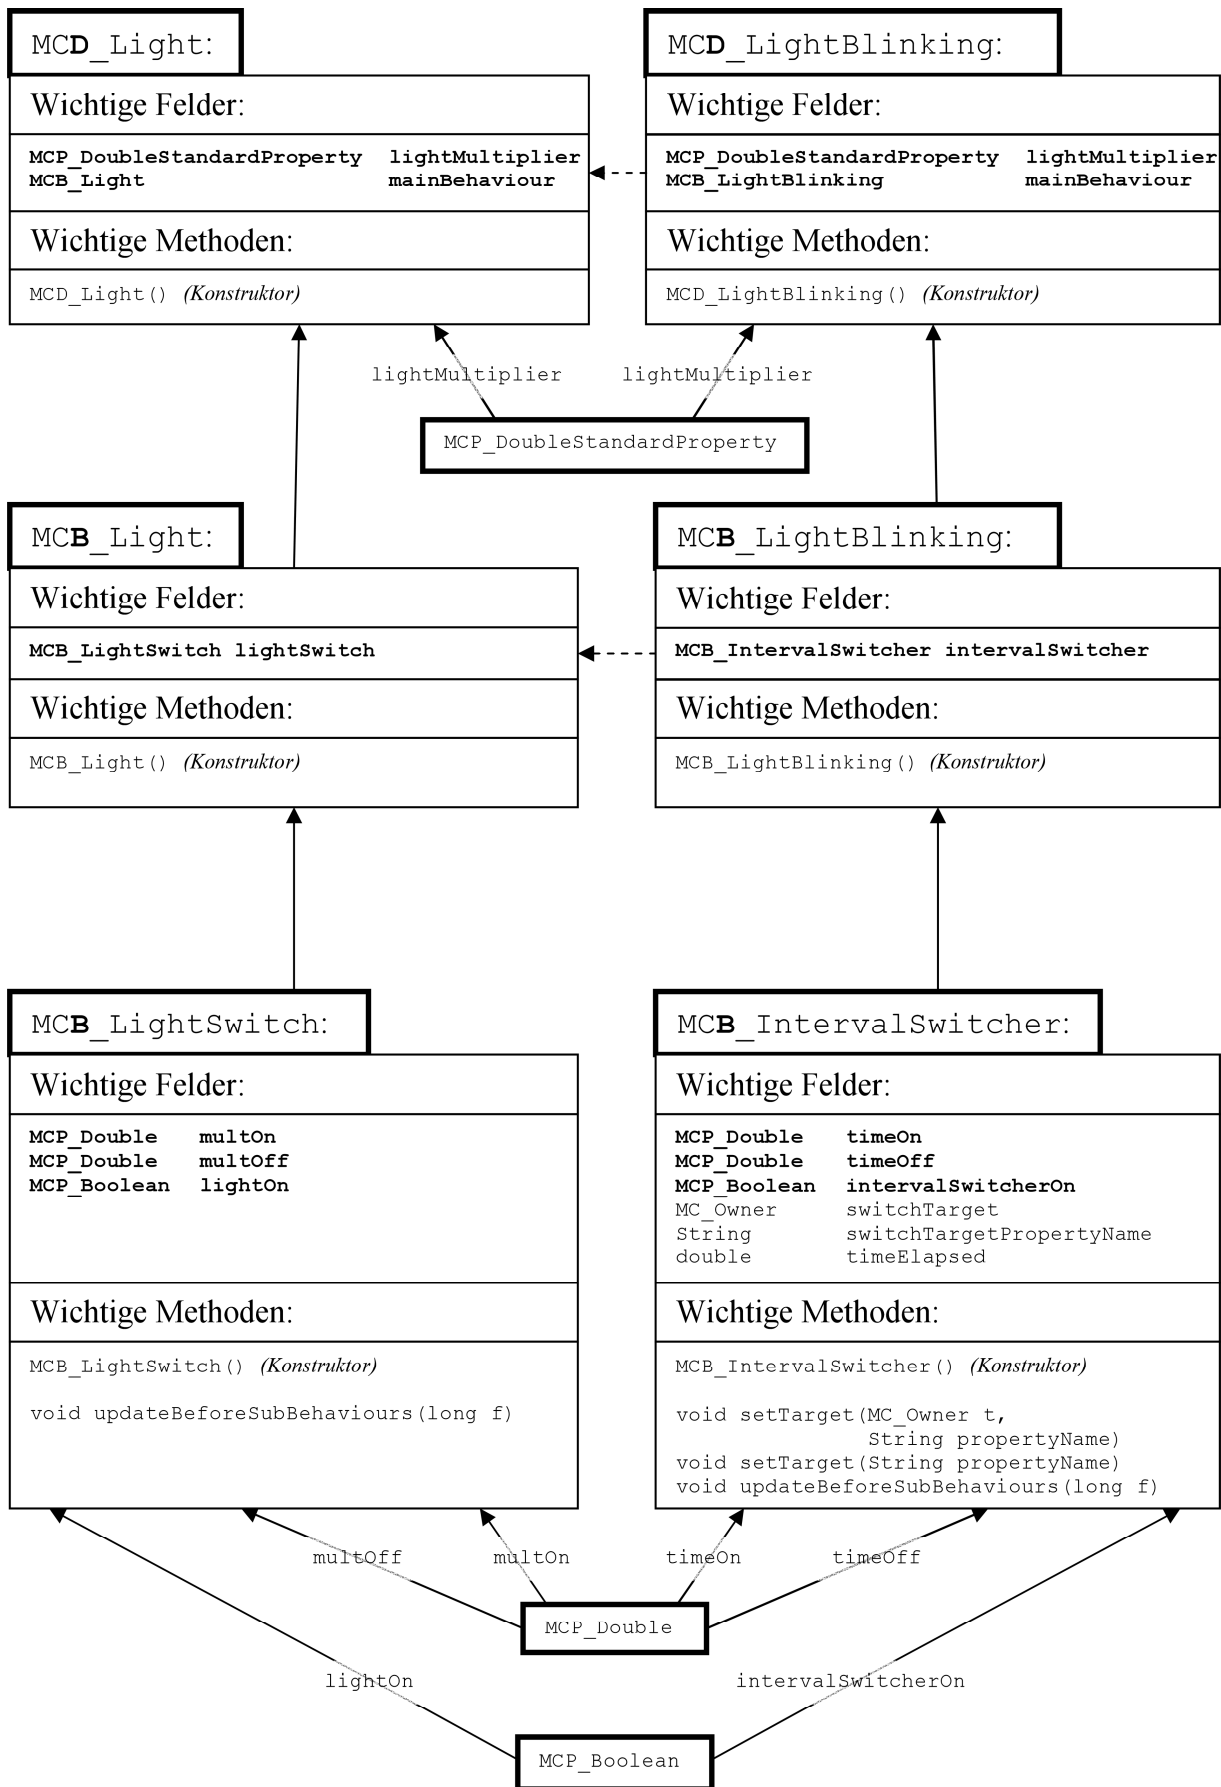 MCD_Light:
Wichtige Felder:
MCP_DoubleStandardProperty lightMultiplier
MCB_Light mainBehaviour
Wichtige Methoden:
MCD_Light() (Konstruktor)
MCD_LightBlinking:
Wichtige Felder:
MCP_DoubleStandardProperty lightMultiplier
MCB_LightBlinking mainBehaviour
Wichtige Methoden:
MCD_LightBlinking() (Konstruktor)
lightMultiplier
lightMultiplier
MCP_DoubleStandardProperty
MCB_Light:
Wichtige Felder:
MCB_LightSwitch lightSwitch
Wichtige Methoden:
MCB_Light() (Konstruktor)
MCB_LightBlinking:
Wichtige Felder:
MCB_IntervalSwitcher intervalSwitcher
Wichtige Methoden:
MCB_LightBlinking() (Konstruktor)
MCB_LightSwitch:
Wichtige Felder:
MCP_Double multOn
MCP_Double multOff
MCP_Boolean lightOn
Wichtige Methoden:
MCB_LightSwitch() (Konstruktor)
void updateBeforeSubBehaviours(long f)
MCB_IntervalSwitcher:
Wichtige Felder:
MCP_Double timeOn
MCP_Double timeOff
MCP_Boolean intervalSwitcherOn
MC_Owner switchTarget
String switchTargetPropertyName
double timeElapsed
Wichtige Methoden:
MCB_IntervalSwitcher() (Konstruktor)
void setTarget(MC_Owner t,
String propertyName)
void setTarget(String propertyName)
void updateBeforeSubBehaviours(long f)
multOff
multOn
timeOn
timeOff
MCP_Double
lightOn
intervalSwitcherOn
MCP_Boolean